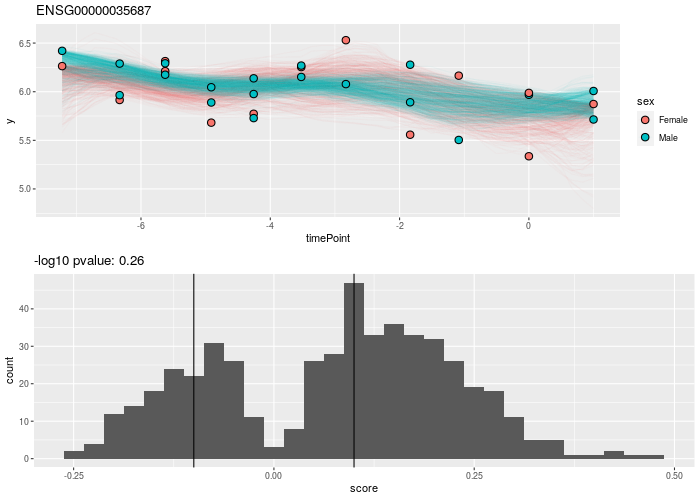 ENSG00000035687
6.5
6.0
5.5
5.0
y
-6
-4
-2
0
timePoint
sex
Female
Male
-log10 pvalue: 0.26
40
30
20
10
0
count
-0.25
0.00
0.25
0.50
score